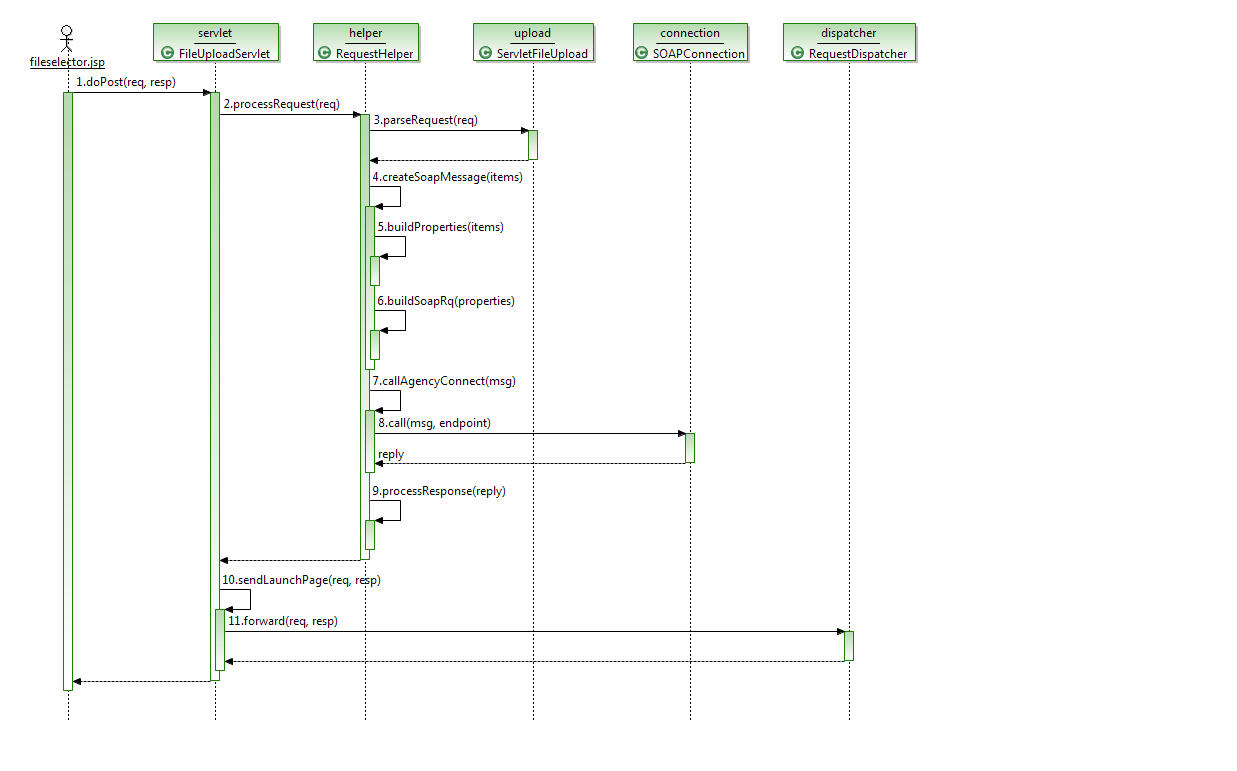 servlet
FileUploadServlet
helper
RequestHelper
upload
ServletFileUpload
connection
SOAPConnection
dispatcher
RequestDispatcher
fileselector.jsp
1.doPost(req, resp)
2.processRequest(req)
3.parseRequest(req)
4.createSoapMessage(items)
5.buildProperties(items)
6.buildSoapRq(properties)
7.callAgencyConnect(msg)
8.call(msg, endpoint)
reply
9.processResponse(reply)
10.sendLaunchPage(req, resp)
11.forward(req, resp)